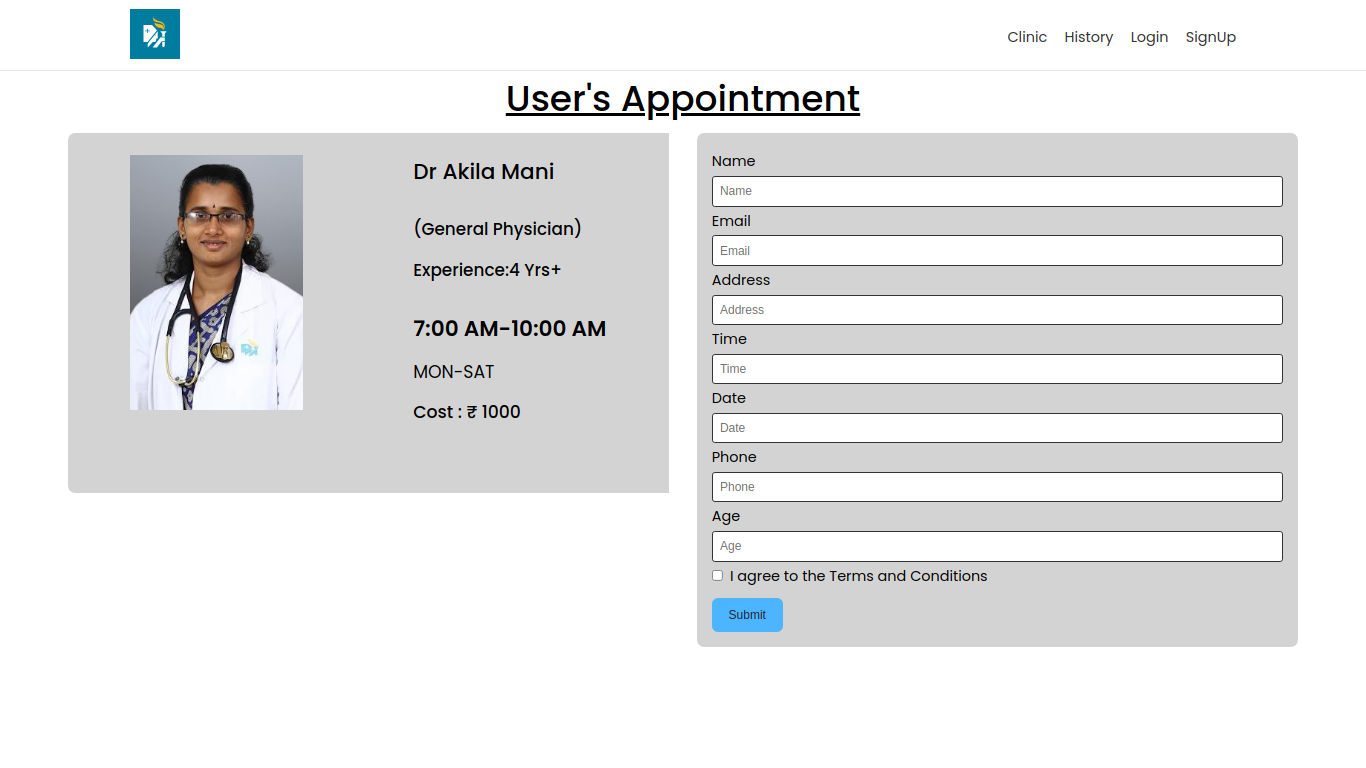 Clinic History Login SignUp
User's Appointment
Dr Akila Mani
(General Physician)
Experience:4 Yrs+
7:00 AM-10:00 AM
MON-SAT
Cost : ₹ 1000
Name
Name
Email
Email
Address
Address
Time
Time
Date
Date
Phone
Phone
Age
Age
I agree to the Terms and Conditions
Submit